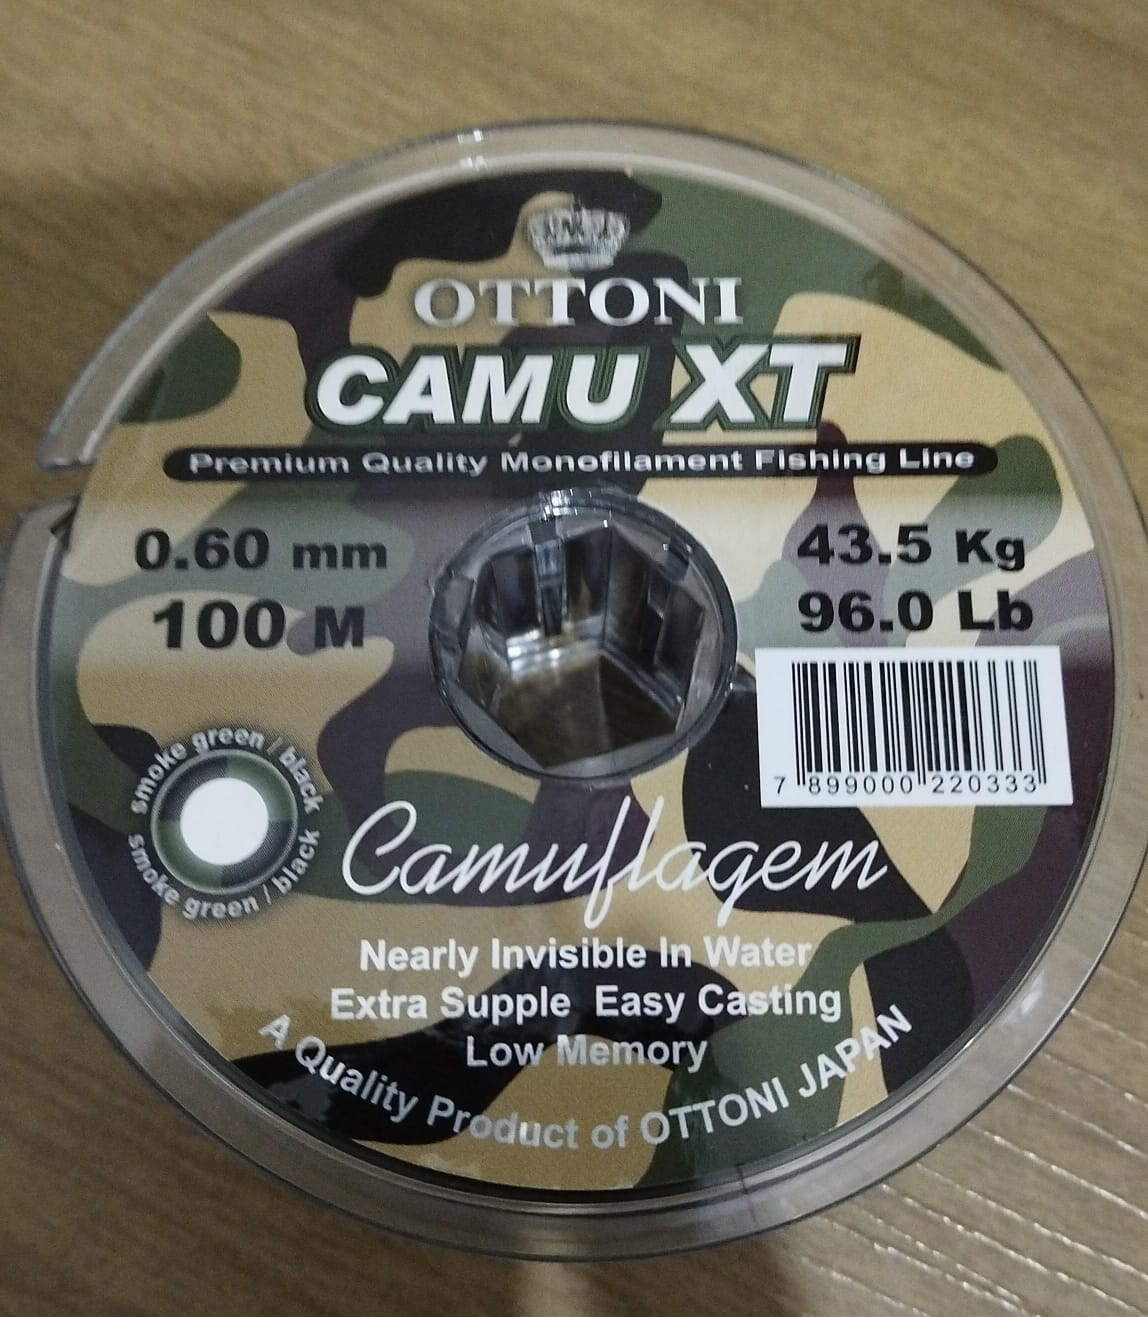 OTTONI
CAMU XT
Premium Quality Monofilament Fishing Line
0.60 mm
100 M
43.5 Kg
96.0 Lb
7 899000 220333
smoke green / black
smoke green / black
Camuflagem
Nearly Invisible In Water
Extra Supple Easy Casting
Low Memory
A Quality Product of OTTONI JAPAN